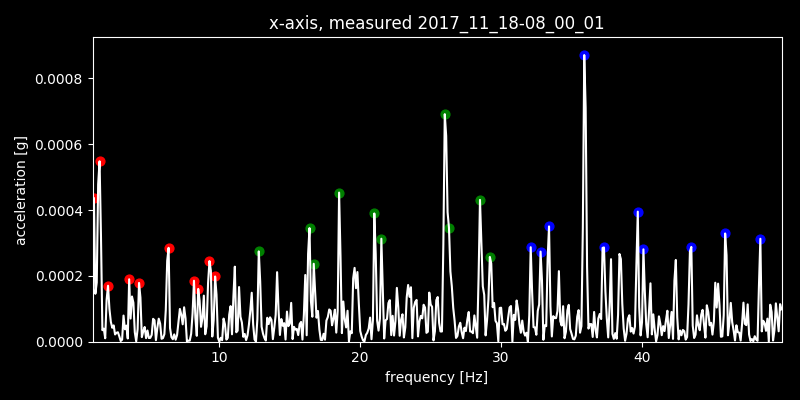 x-axis, measured 2017_11_18-08_00_01
acceleration [g]
0.0008
0.0006
0.0004
0.0002
0.0000
10 20 30 40
frequency [Hz]